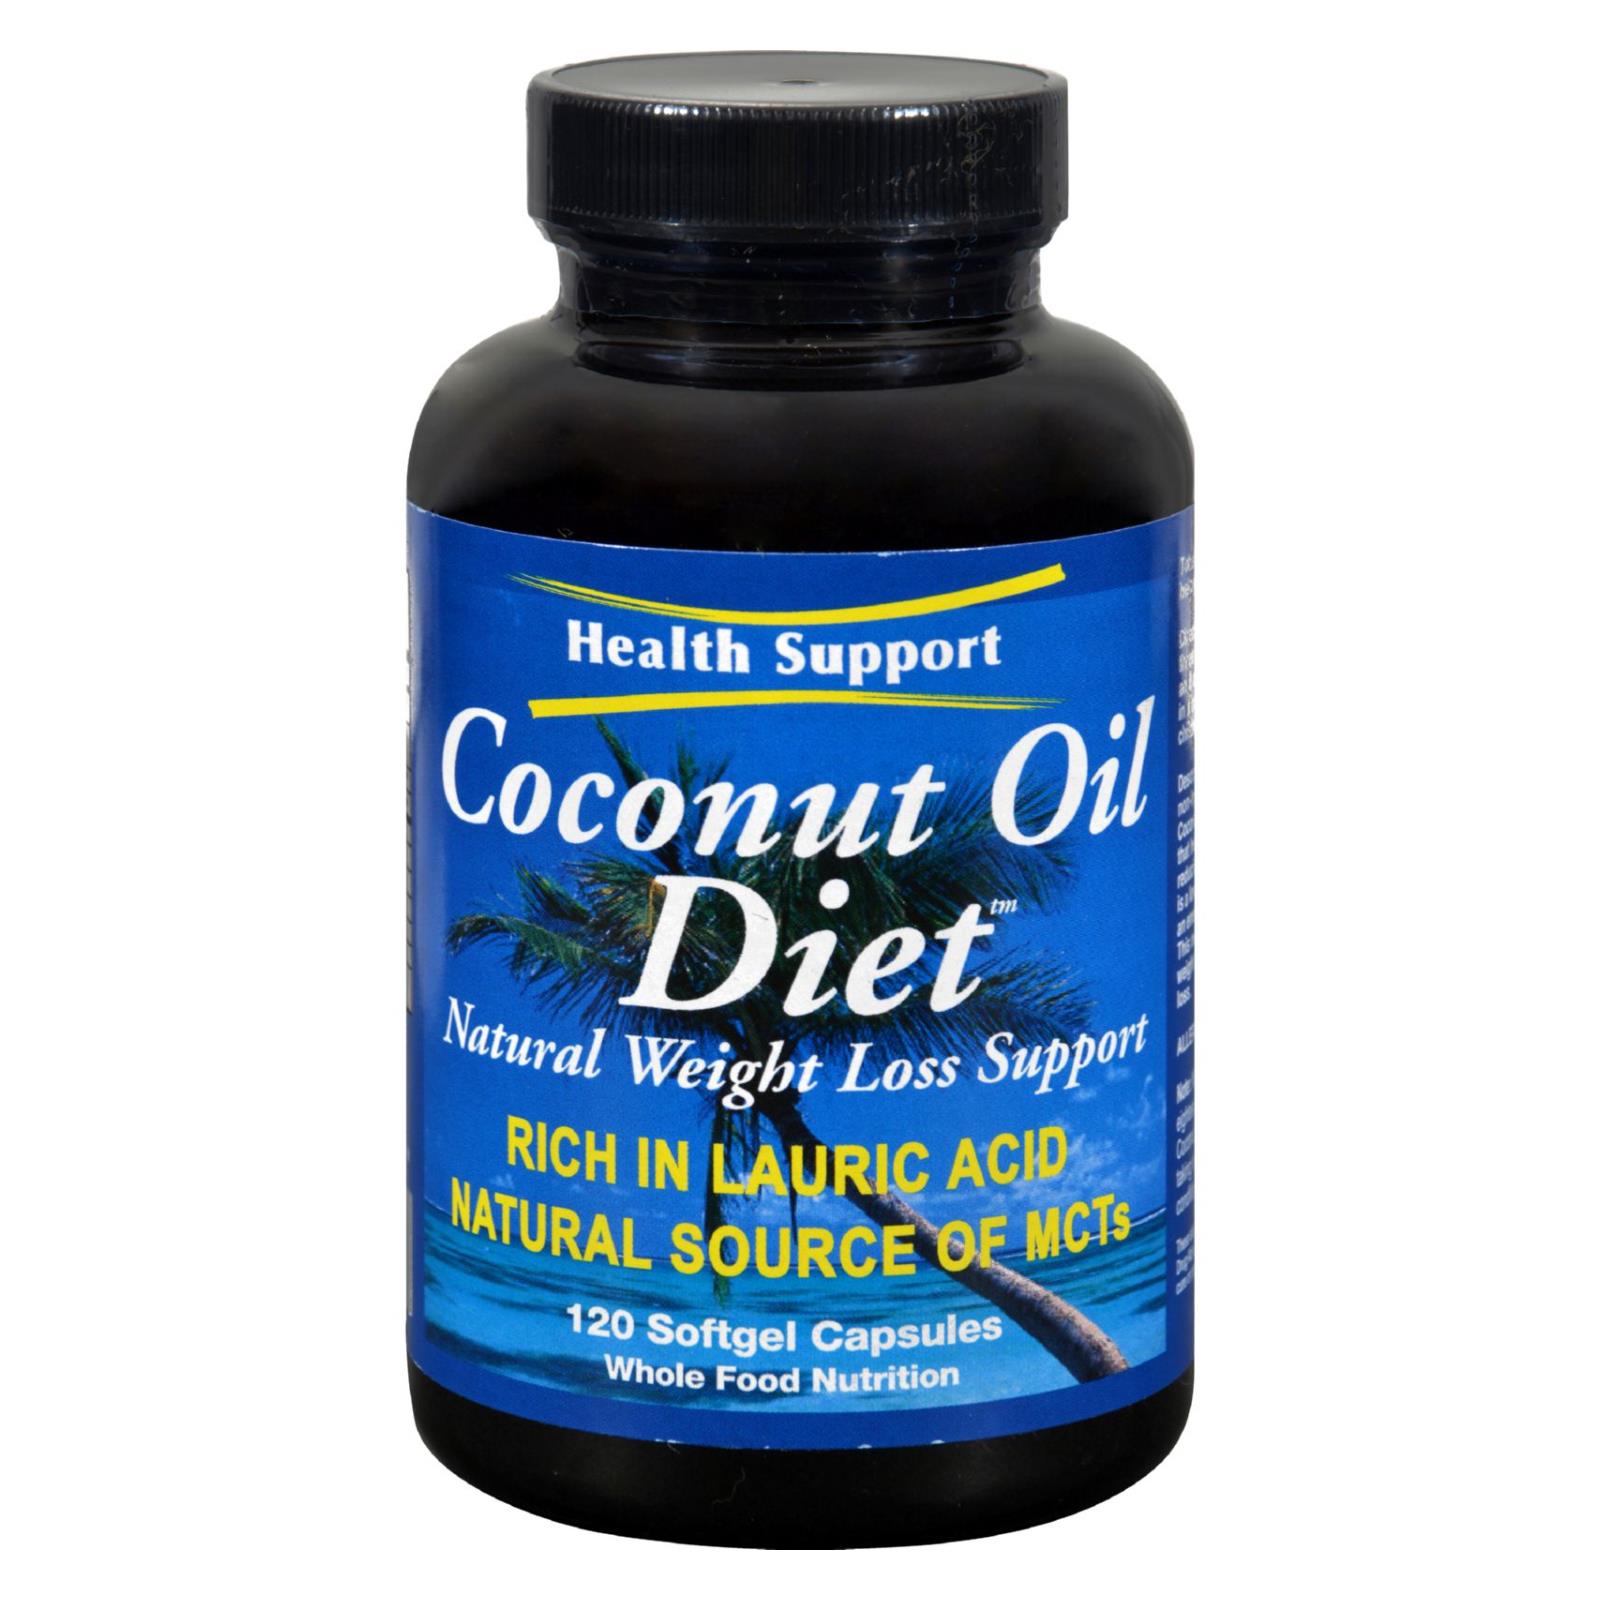 Health Support
Coconut Oil
Diet™
Natural Weight Loss Support
RICH IN LAURIC ACID
NATURAL SOURCE OF MCTs
120 Softgel Capsules
Whole Food Nutrition